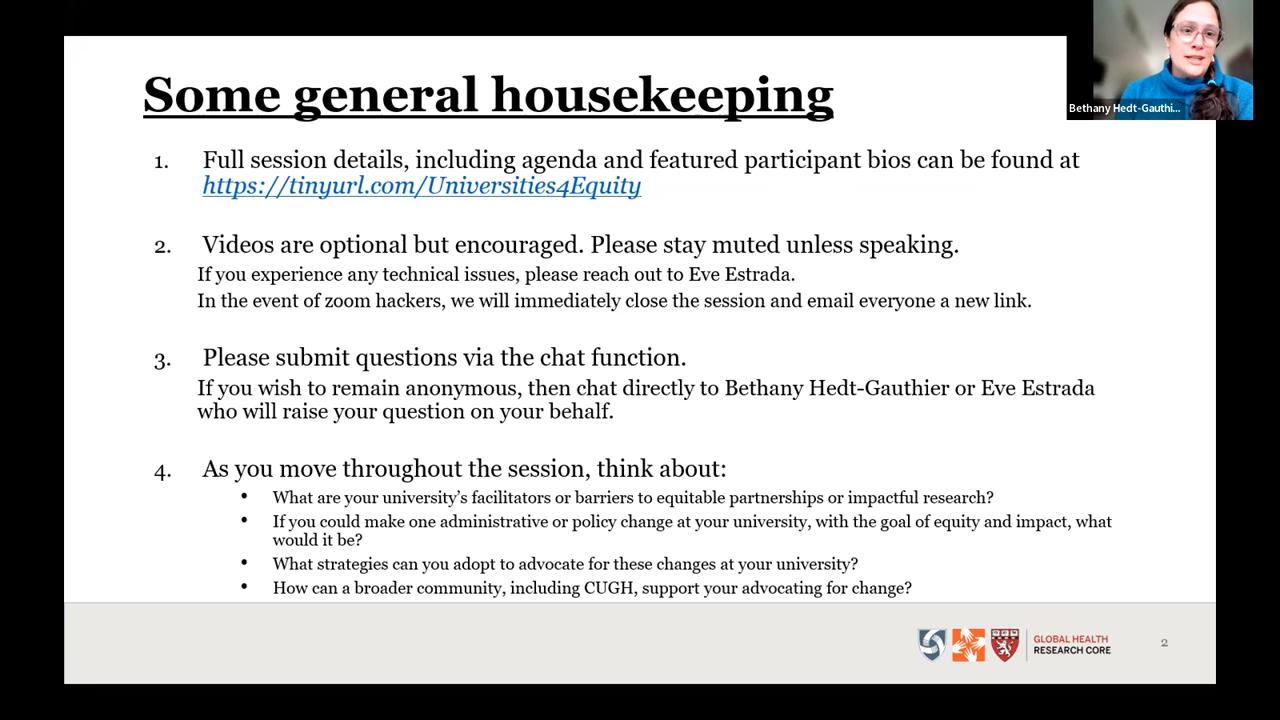 Some general housekeeping
Bethany Hedt-Gauthi...
1. Full session details, including agenda and featured participant bios can be found at
https://tinyurl.com/Universities4Equity
2. Videos are optional but encouraged. Please stay muted unless speaking.
If you experience any technical issues, please reach out to Eve Estrada.
In the event of zoom hackers, we will immediately close the session and email everyone a new link.
3. Please submit questions via the chat function.
If you wish to remain anonymous, then chat directly to Bethany Hedt-Gauthier or Eve Estrada
who will raise your question on your behalf.
4. As you move throughout the session, think about:
• What are your university's facilitators or barriers to equitable partnerships or impactful research?
• If you could make one administrative or policy change at your university, with the goal of equity and impact, what
would it be?
• What strategies can you adopt to advocate for these changes at your university?
• How can a broader community, including CUGH, support your advocating for change?
GLOBAL HEALTH
RESEARCH CORE
2